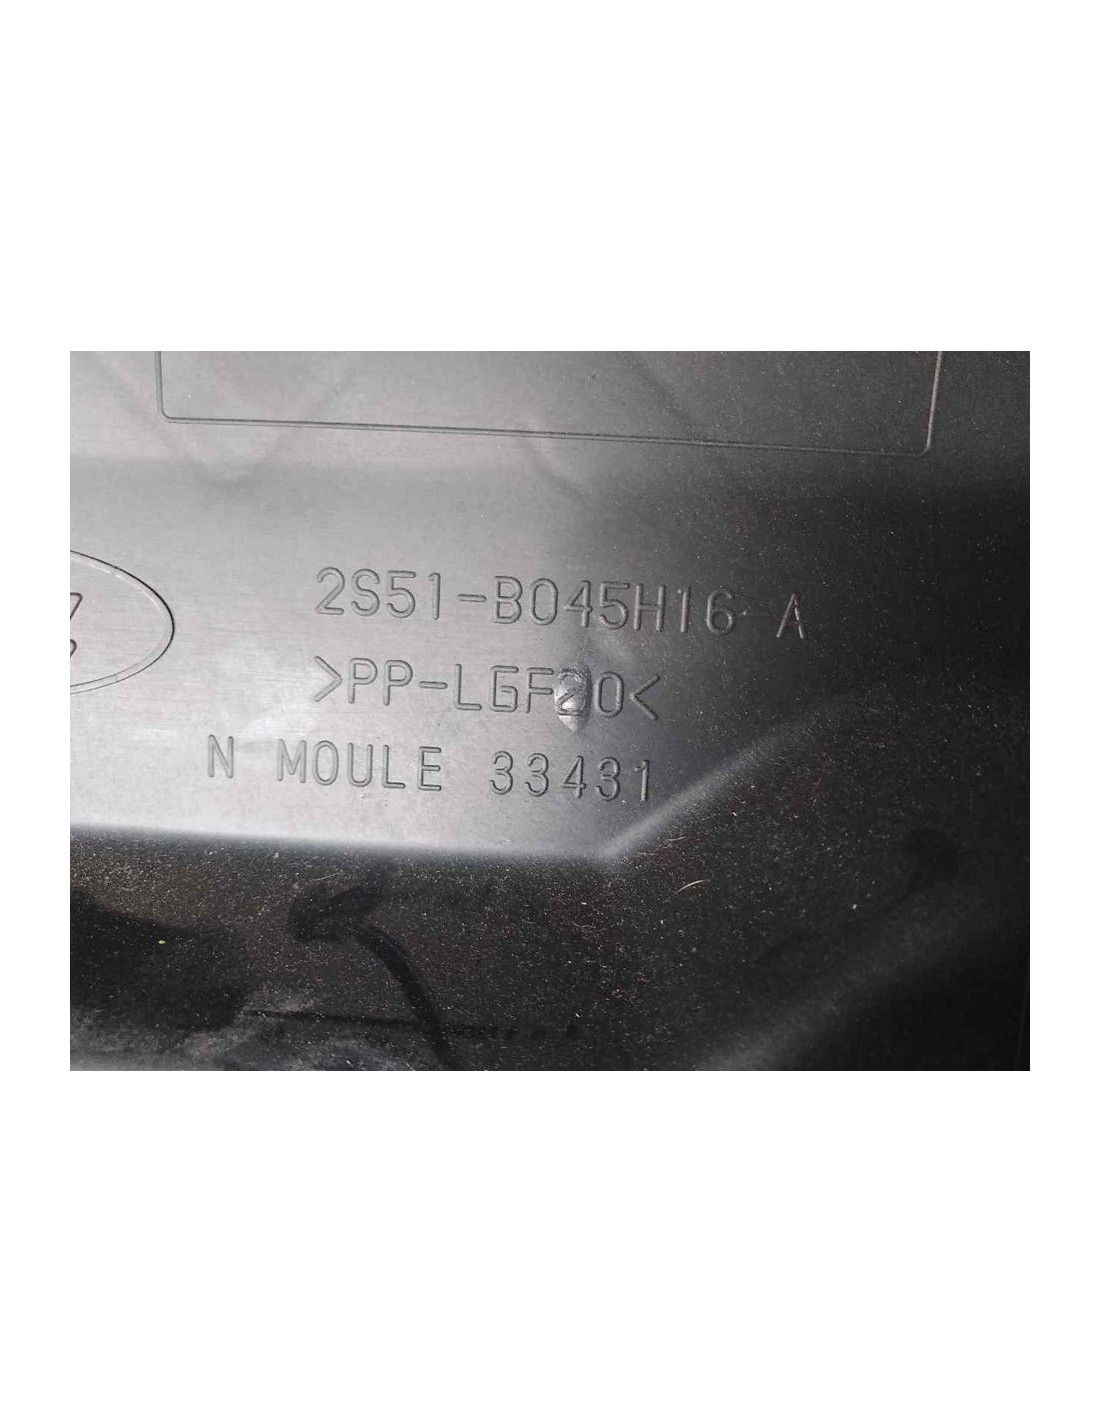 2S51-B045H16-A
>PP-LGF20<
N MOULE 33431